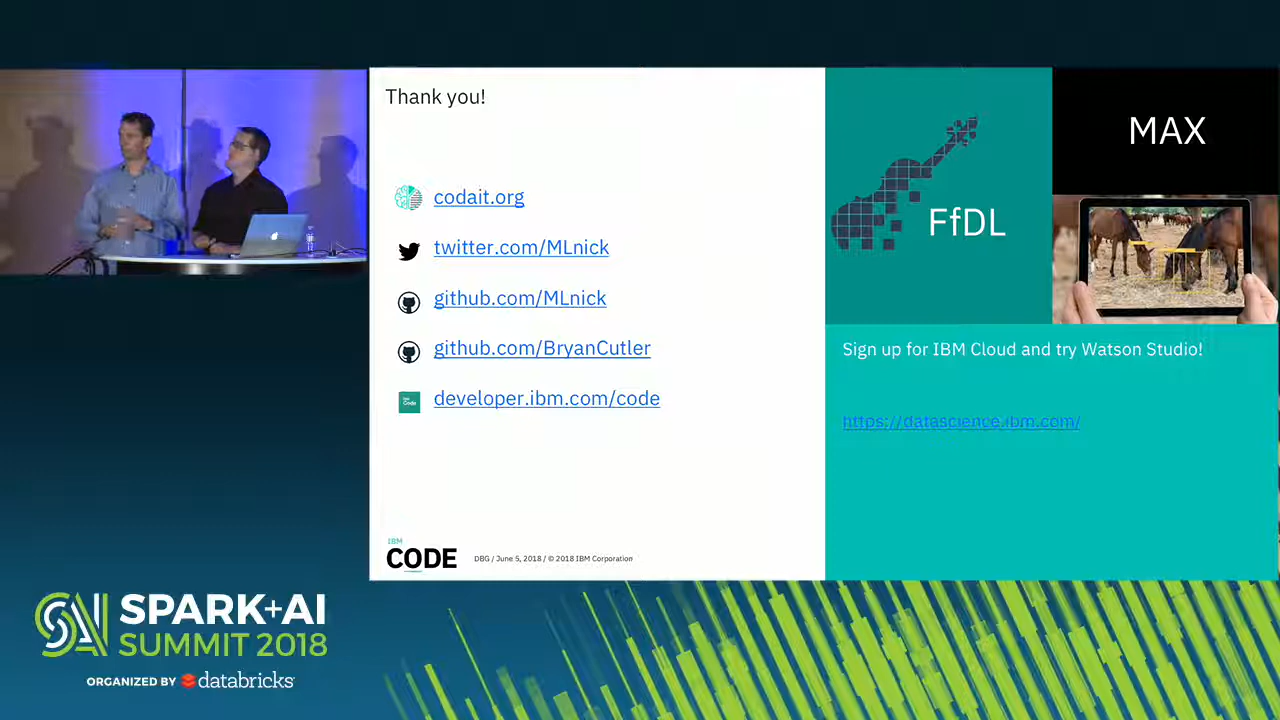 Thank you!
codait.org
twitter.com/MLnick
github.com/MLnick
github.com/BryanCutler
developer.ibm.com/code
IBM
CODE
DBG / June 5, 2018 / © 2018 IBM Corporation
FfDL
MAX
Sign up for IBM Cloud and try Watson Studio!
https://datascience.ibm.com/
SPARK+AI
SUMMIT 2018
ORGANIZED BY databricks